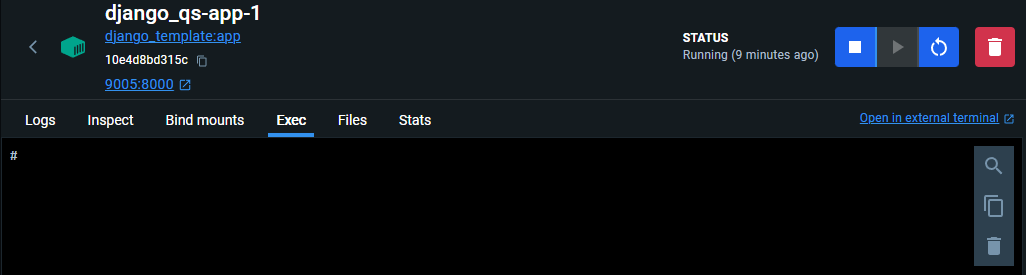 django_qs-app-1
django_template:app
10e4d8bd315c
9005:8000
STATUS
Running (9 minutes ago)
Logs Inspect Bind mounts Exec Files Stats
Open in external terminal
#